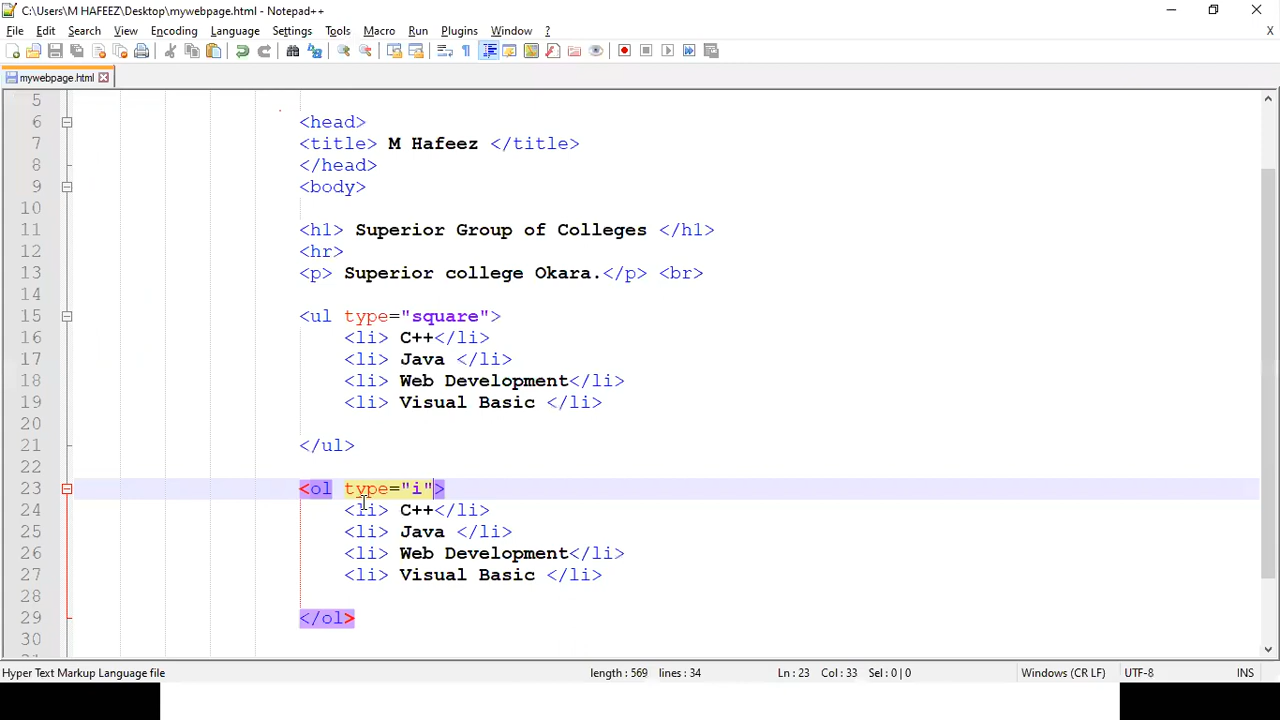 C:\Users\M HAFEEZ\Desktop\mywebpage.html - Notepad++
File Edit Search View Encoding Language Settings Tools Macro Run Plugins Window ? X
mywebpage.html
5
6 <head>
7 <title> M Hafeez </title>
8 </head>
9 <body>
10
11 <h1> Superior Group of Colleges </h1>
12 <hr>
13 <p> Superior college Okara.</p> <br>
14
15 <ul type="square">
16 <li> C++</li>
17 <li> Java </li>
18 <li> Web Development</li>
19 <li> Visual Basic </li>
20
21 </ul>
22
23 <ol type="i">
24 <li> C++</li>
25 <li> Java </li>
26 <li> Web Development</li>
27 <li> Visual Basic </li>
28
29 </ol>
30
Hyper Text Markup Language file length : 569 lines : 34 Ln : 23 Col : 33 Sel : 0 | 0 Windows (CR LF) UTF-8 INS